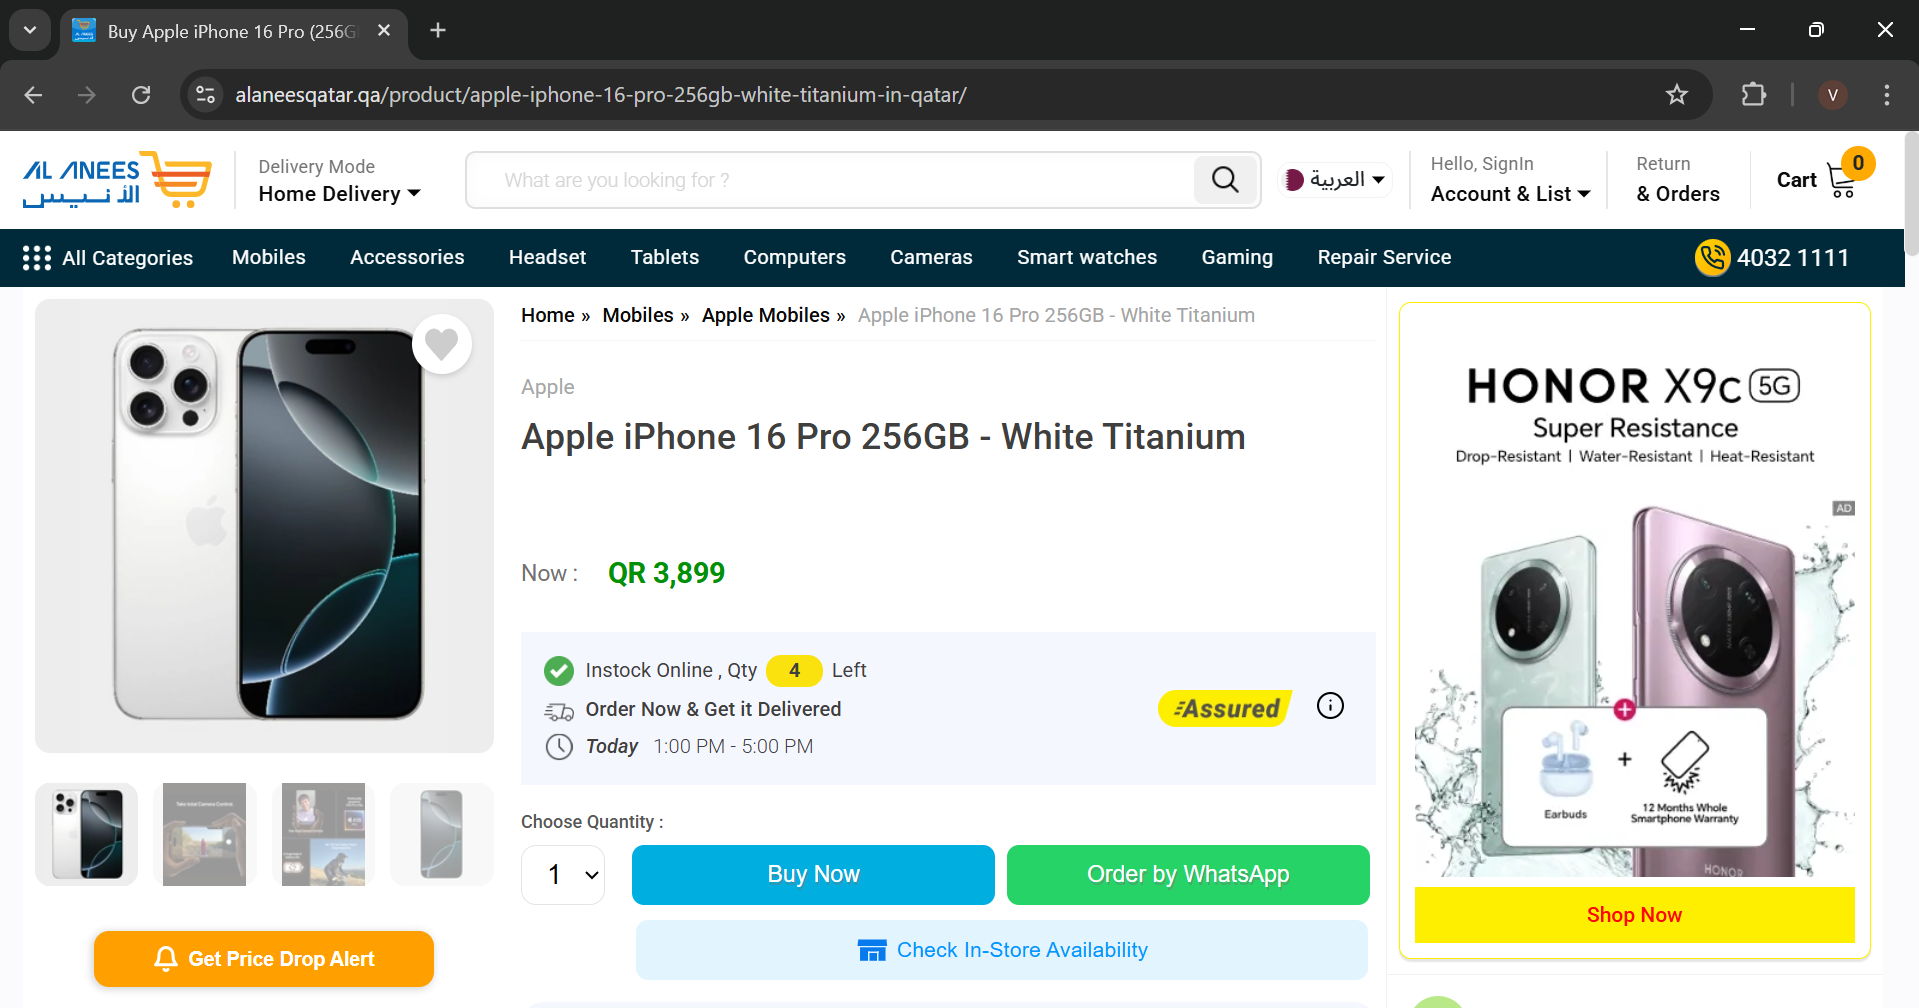 Buy Apple iPhone 16 Pro (256G
alaneesqatar.qa/product/apple-iphone-16-pro-256gb-white-titanium-in-qatar/
V
AL ANEES
الأنيس
Delivery Mode
Home Delivery
What are you looking for ?
العربية
Hello, SignIn
Account & List
Return
& Orders
Cart
0
All Categories
Mobiles
Accessories
Headset
Tablets
Computers
Cameras
Smart watches
Gaming
Repair Service
4032 1111
Home » Mobiles » Apple Mobiles » Apple iPhone 16 Pro 256GB - White Titanium
Apple
Apple iPhone 16 Pro 256GB - White Titanium
Now : QR 3,899
Instock Online , Qty 4 Left
Order Now & Get it Delivered
Today 1:00 PM - 5:00 PM
Assured
Choose Quantity :
1
Buy Now
Order by WhatsApp
Check In-Store Availability
Get Price Drop Alert
HONOR X9c 5G
Super Resistance
Drop-Resistant | Water-Resistant | Heat-Resistant
AD
Earbuds
+
12 Months Whole
Smartphone Warranty
HONOR
Shop Now